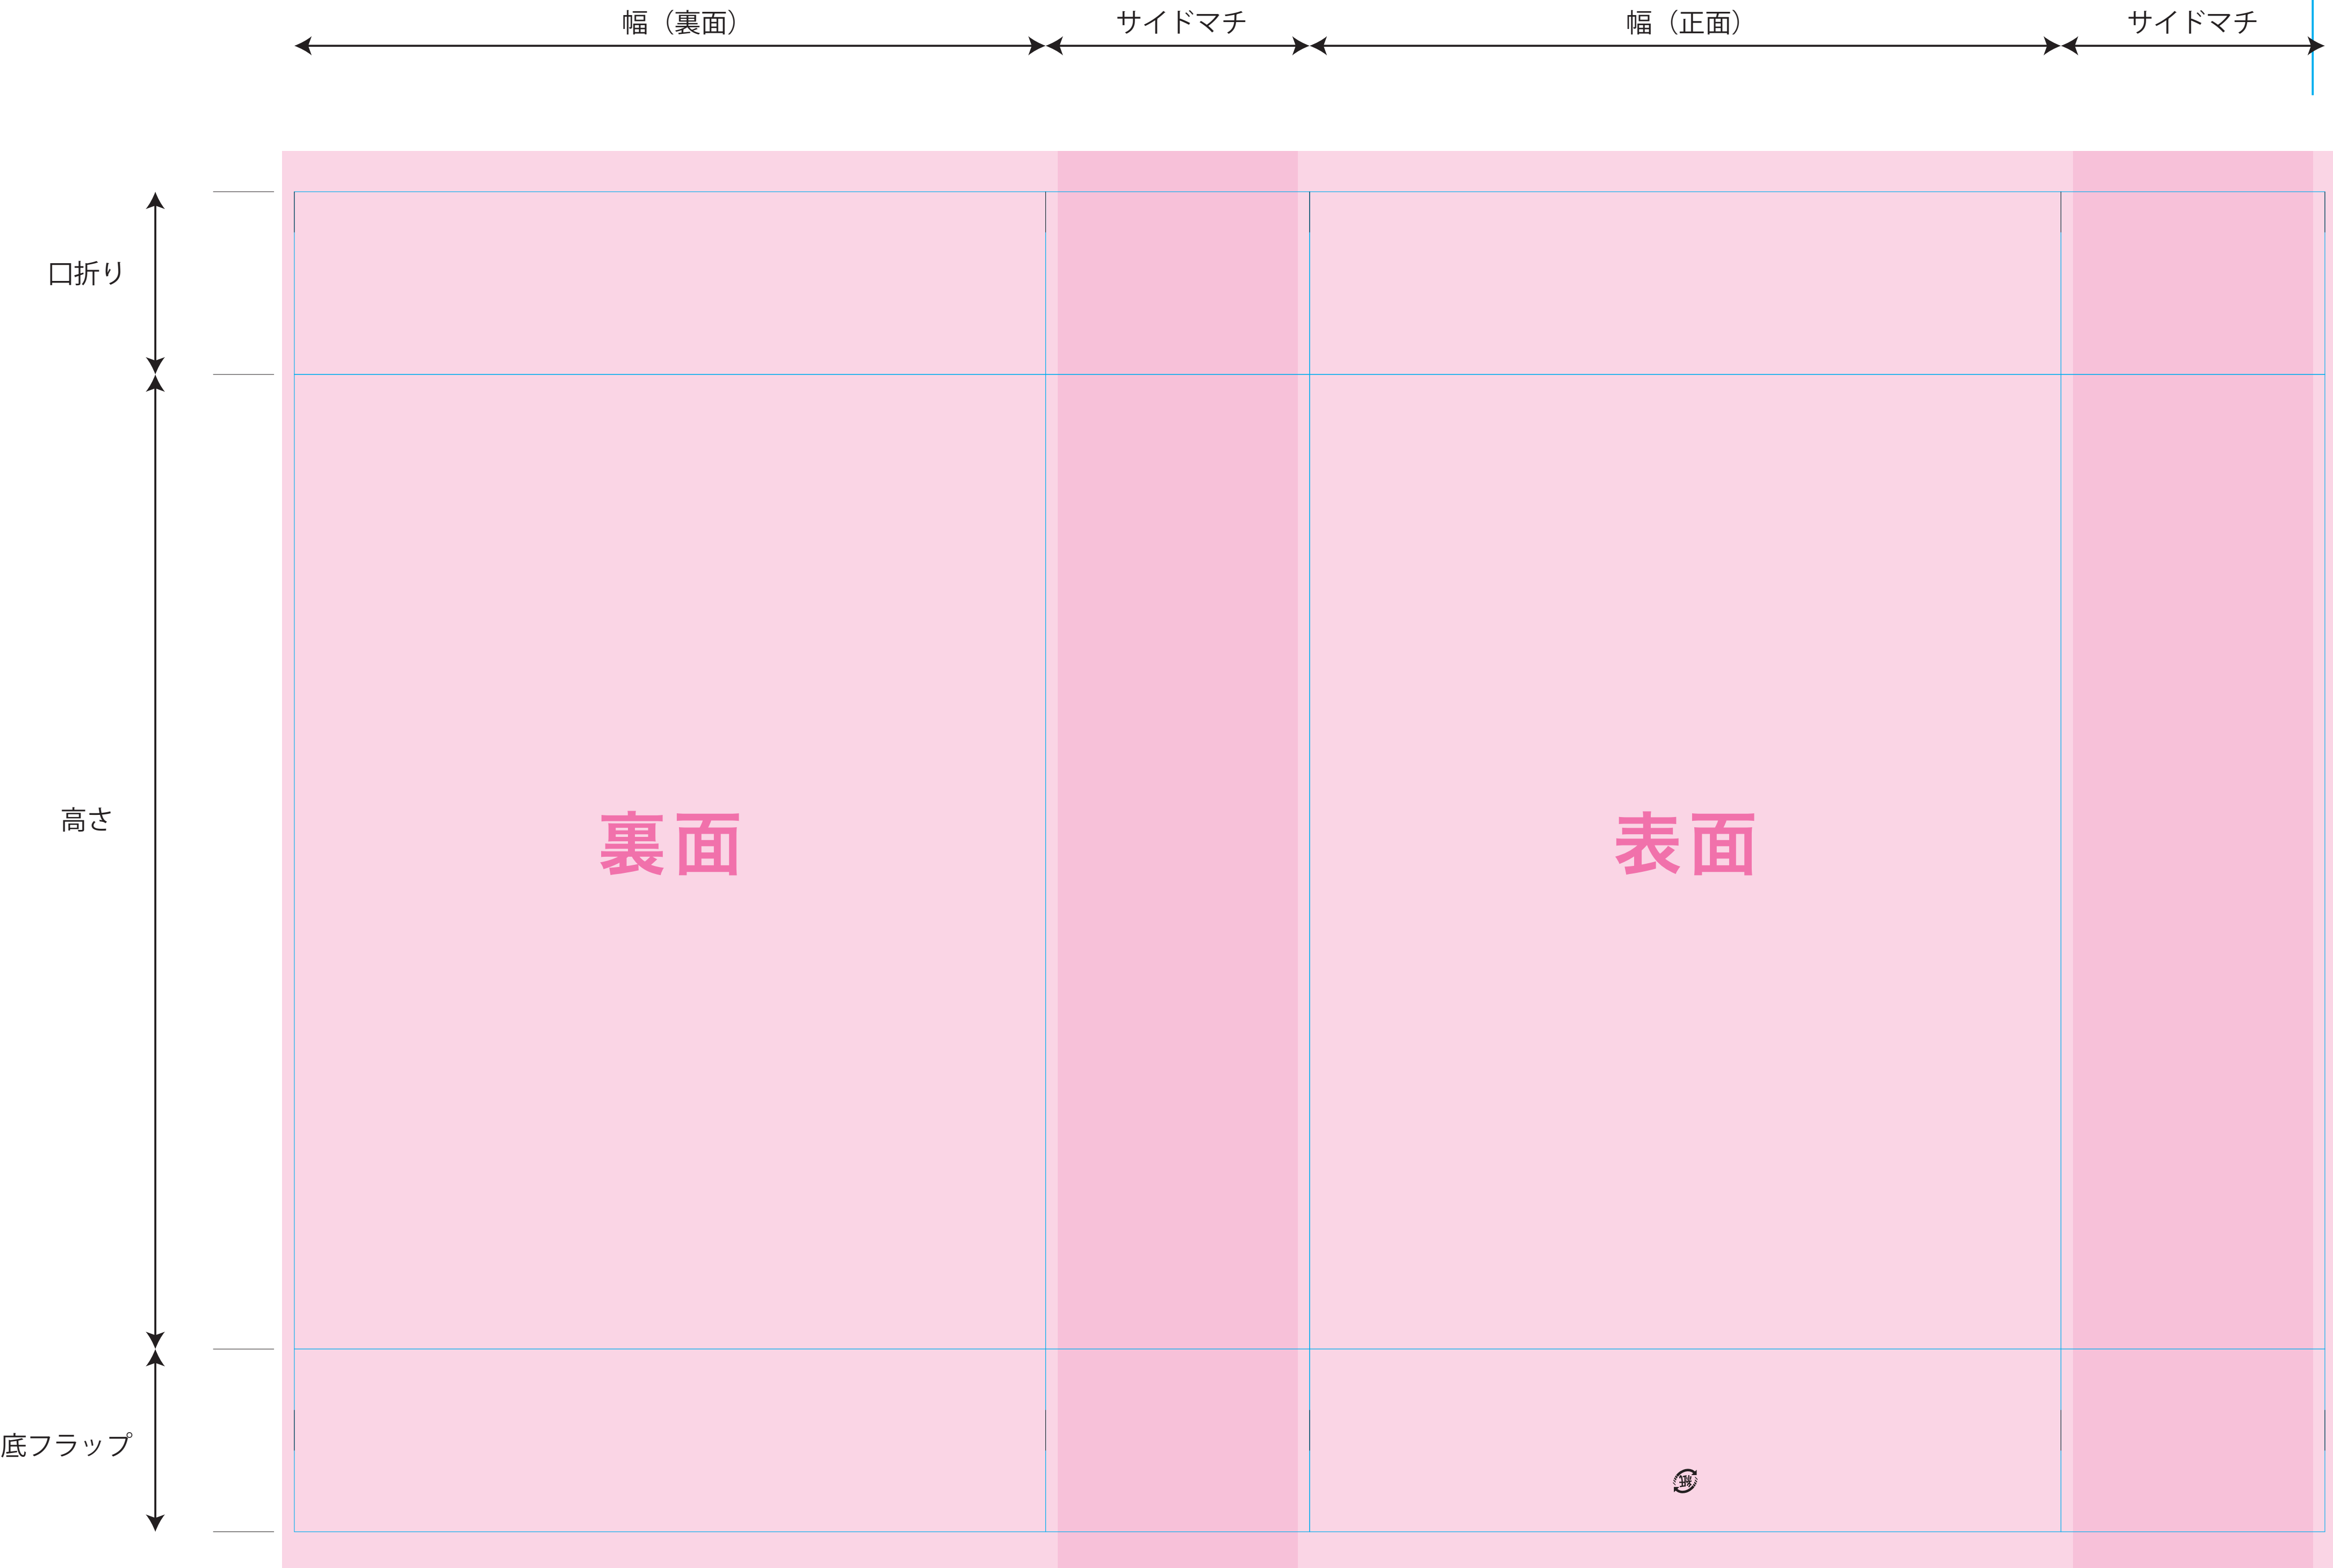 幅（裏面）
サイドマチ
幅（正面）
サイドマチ
口折り
高さ
裏面
表面
底フラップ
紙